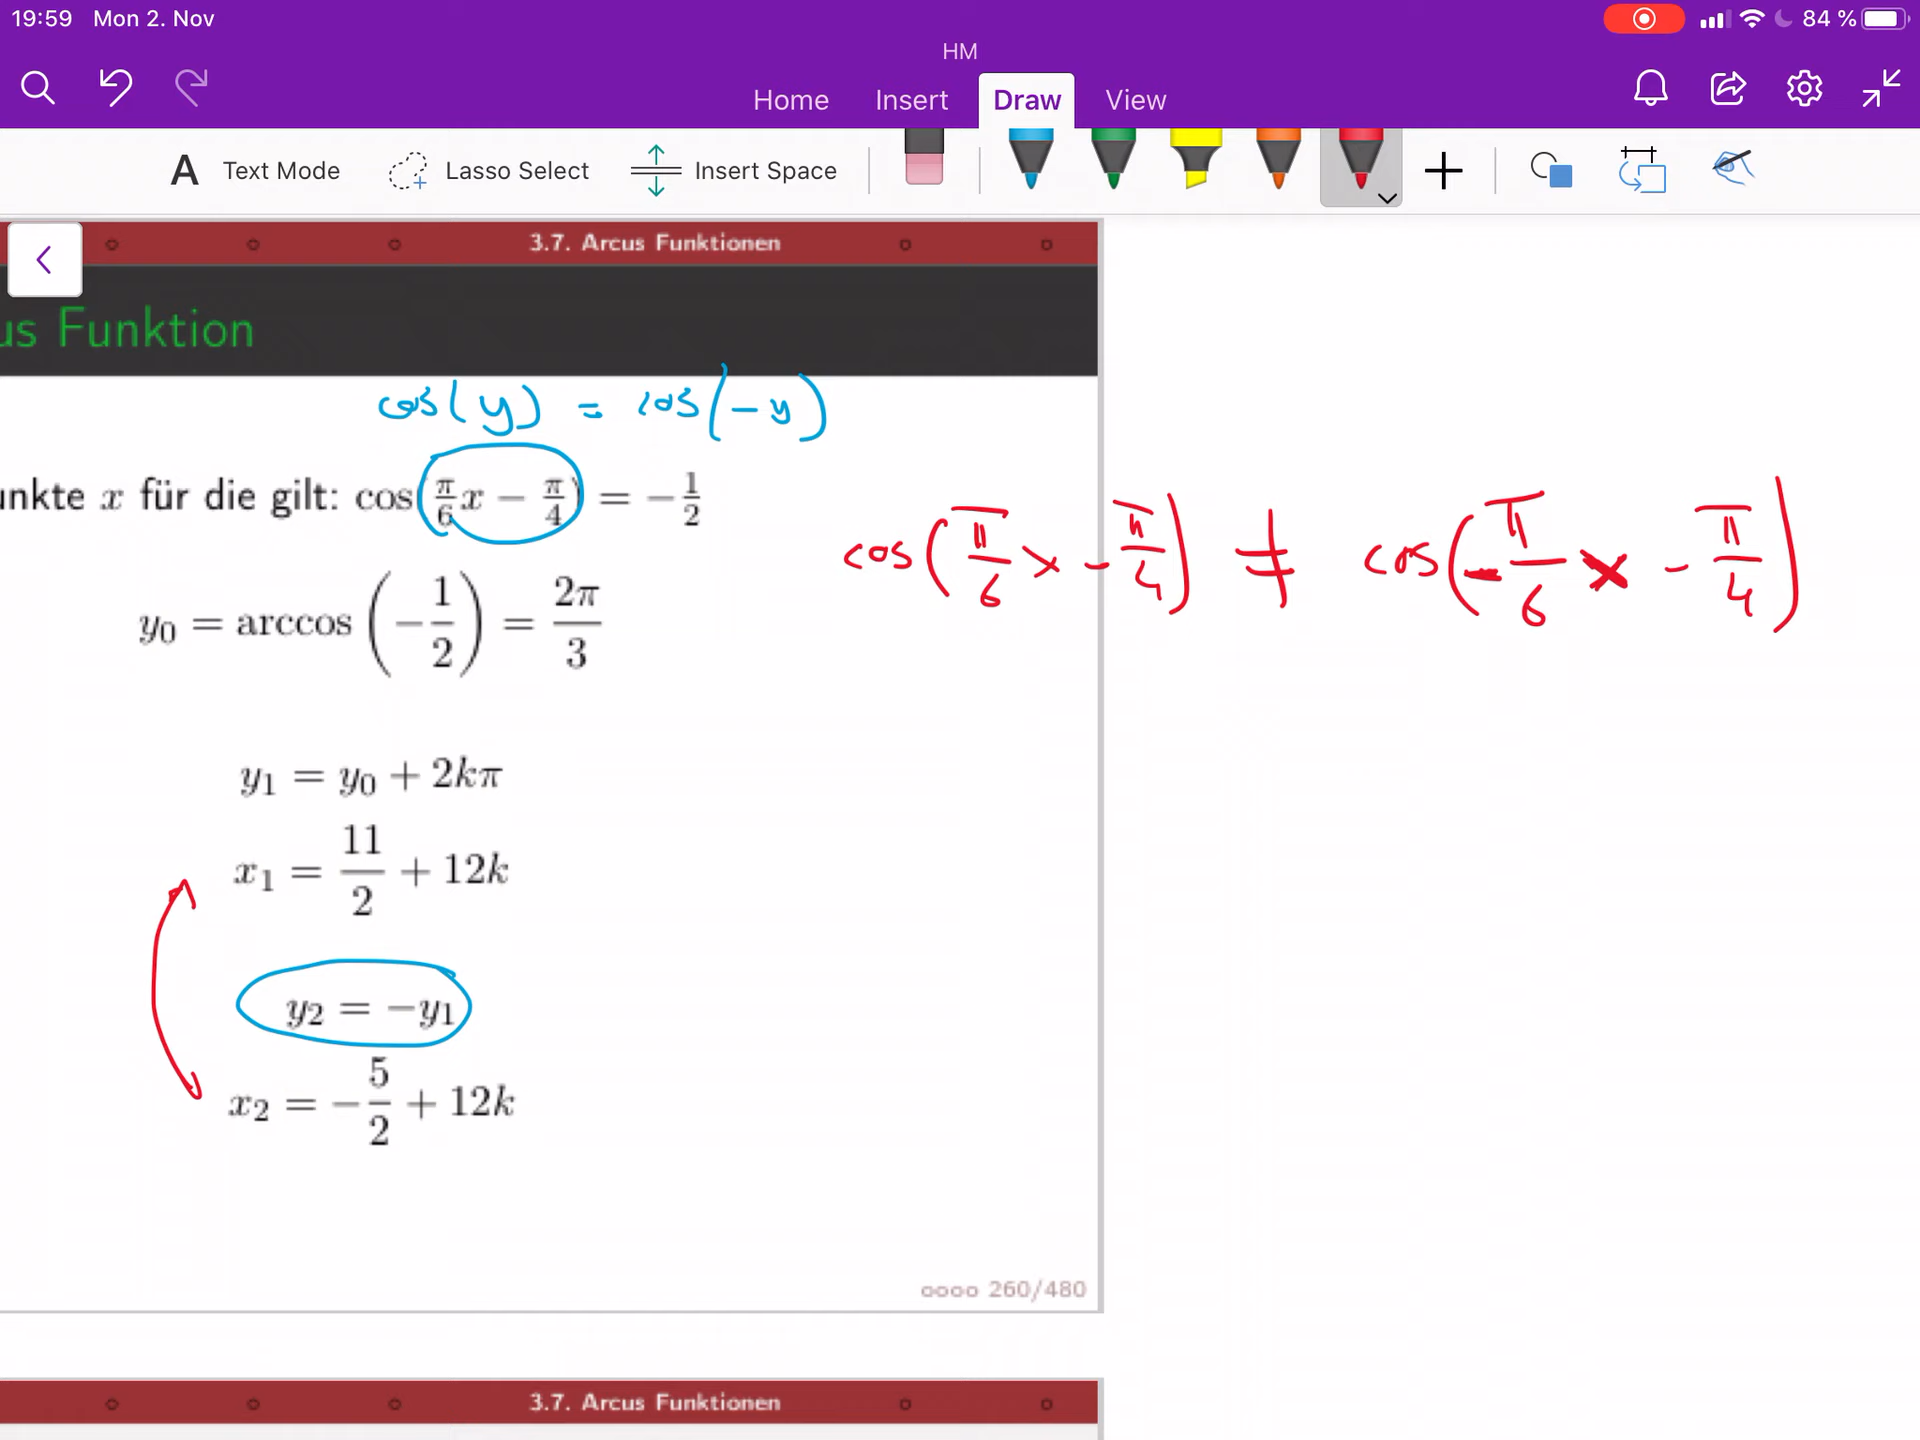 19:59 Mon 2. Nov 84 %
HM
Home Insert Draw View
A Text Mode Lasso Select Insert Space
3.7. Arcus Funktionen
us Funktion
cos(y) = cos(-y)
unkte x für die gilt: cos(π/6 x − π/4) = −1/2
cos(π/6 x - π/4) ≠ cos(-π/6 x - π/4)
y₀ = arccos(−1/2) = 2π/3
y₁ = y₀ + 2kπ
x₁ = 11/2 + 12k
y₂ = −y₁
x₂ = −5/2 + 12k
260/480
3.7. Arcus Funktionen